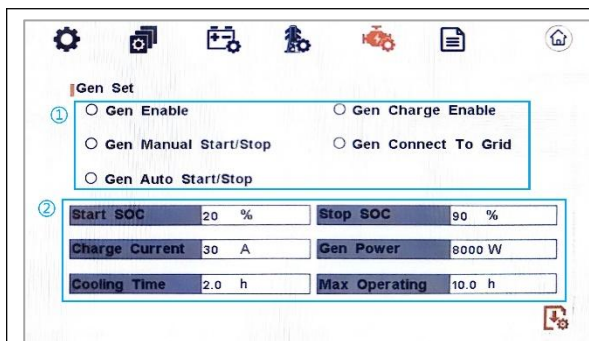 Gen Set
①
Gen Enable
Gen Charge Enable
Gen Manual Start/Stop
Gen Connect To Grid
Gen Auto Start/Stop
②
Start SOC 20 %
Stop SOC 90 %
Charge Current 30 A
Gen Power 8000 W
Cooling Time 2.0 h
Max Operating 10.0 h